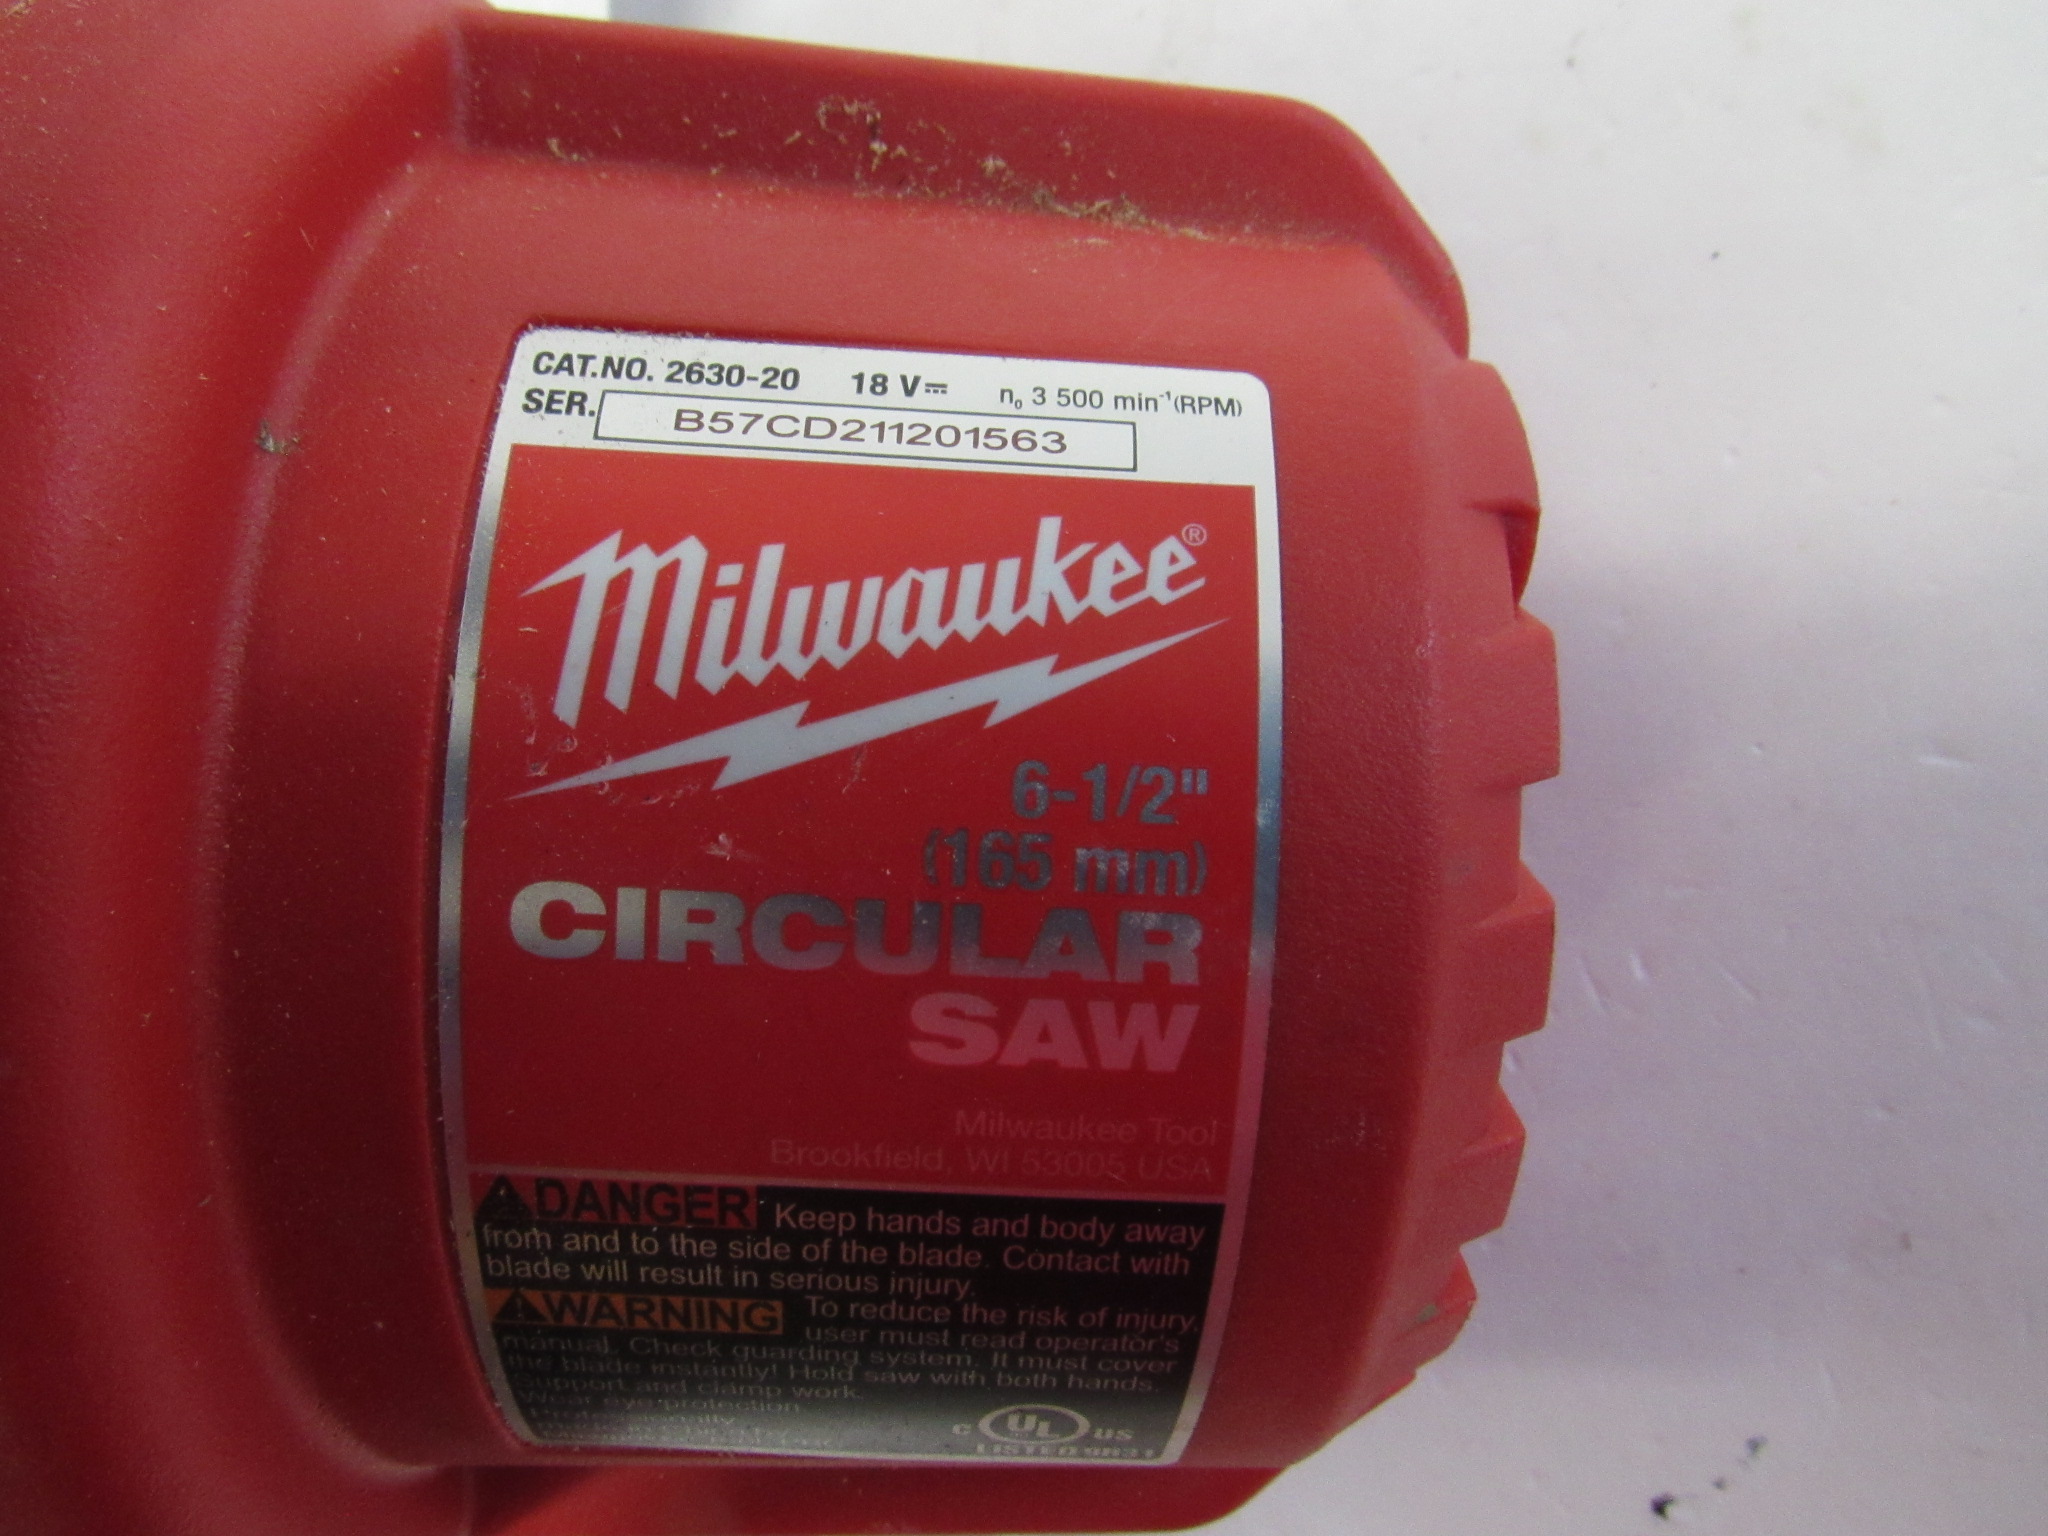 CAT.NO. 2630-20 18 V⎓ n₀ 3 500 min⁻¹(RPM)
SER. B57CD211201563
Milwaukee®
6-1/2"
(165 mm)
CIRCULAR
SAW
Milwaukee Tool
Brookfield, WI 53005 USA
DANGER Keep hands and body away
from and to the side of the blade. Contact with
blade will result in serious injury.
WARNING To reduce the risk of injury,
user must read operator's
manual. Check guarding system. It must cover
the blade instantly! Hold saw with both hands.
Support and clamp work.
Wear eye protection.
C UL US
LISTED